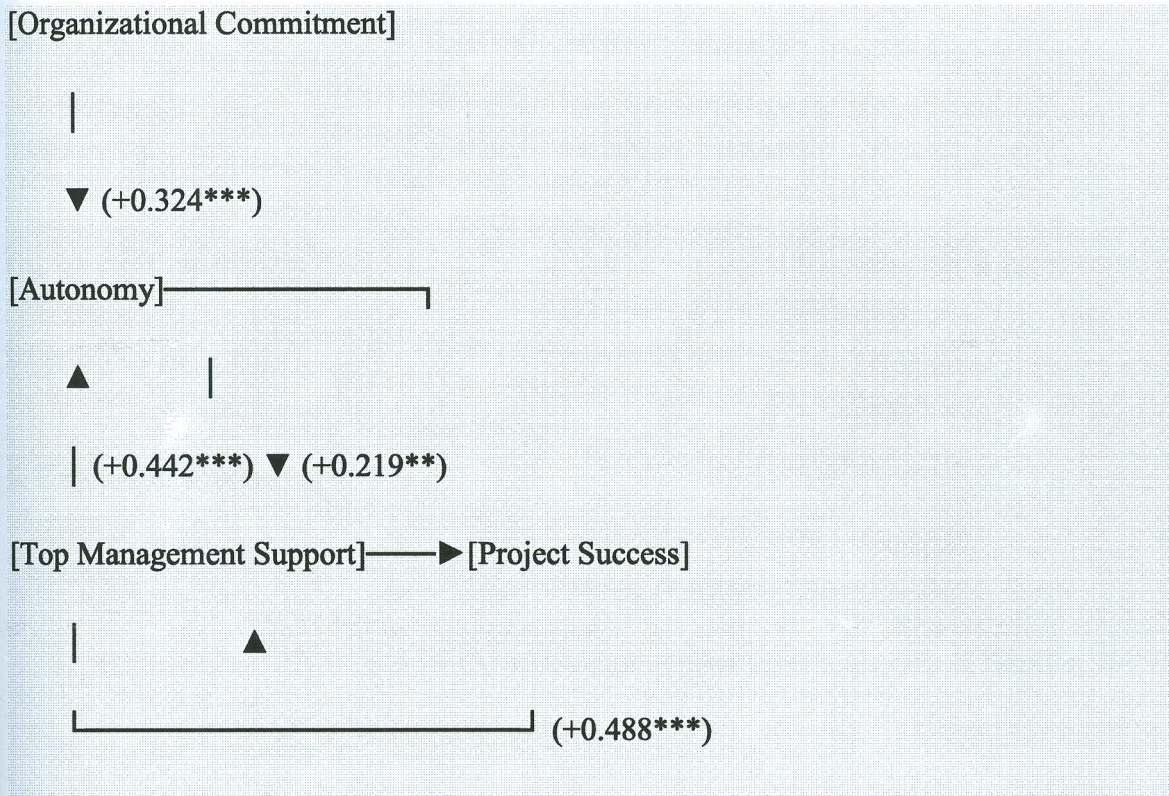 [Organizational Commitment]
|
▼ (+0.324***)
[Autonomy]
▲ |
| (+0.442***) ▼ (+0.219**)
[Top Management Support]──►[Project Success]
| ▲
(+0.488***)